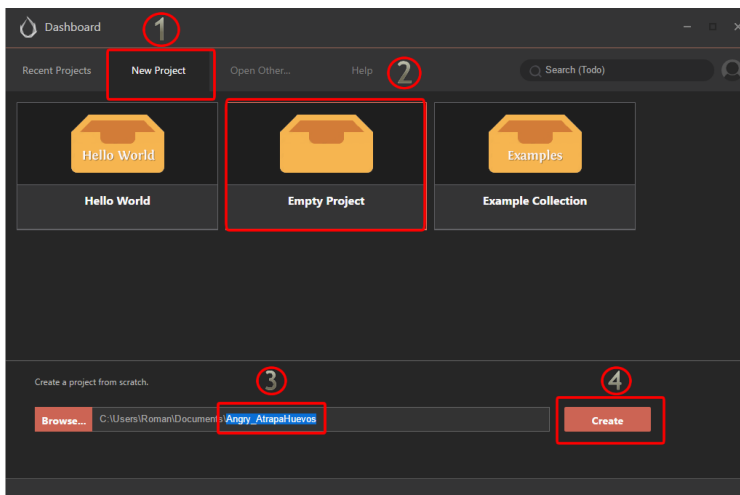 Dashboard
1
Recent Projects
New Project
Open Other...
Help
2
Search (Todo)
Hello World
Examples
Hello World
Empty Project
Example Collection
Create a project from scratch.
3
4
Browse...
C:\Users\Roman\Documents\Angry_AtrapaHuevos
Create